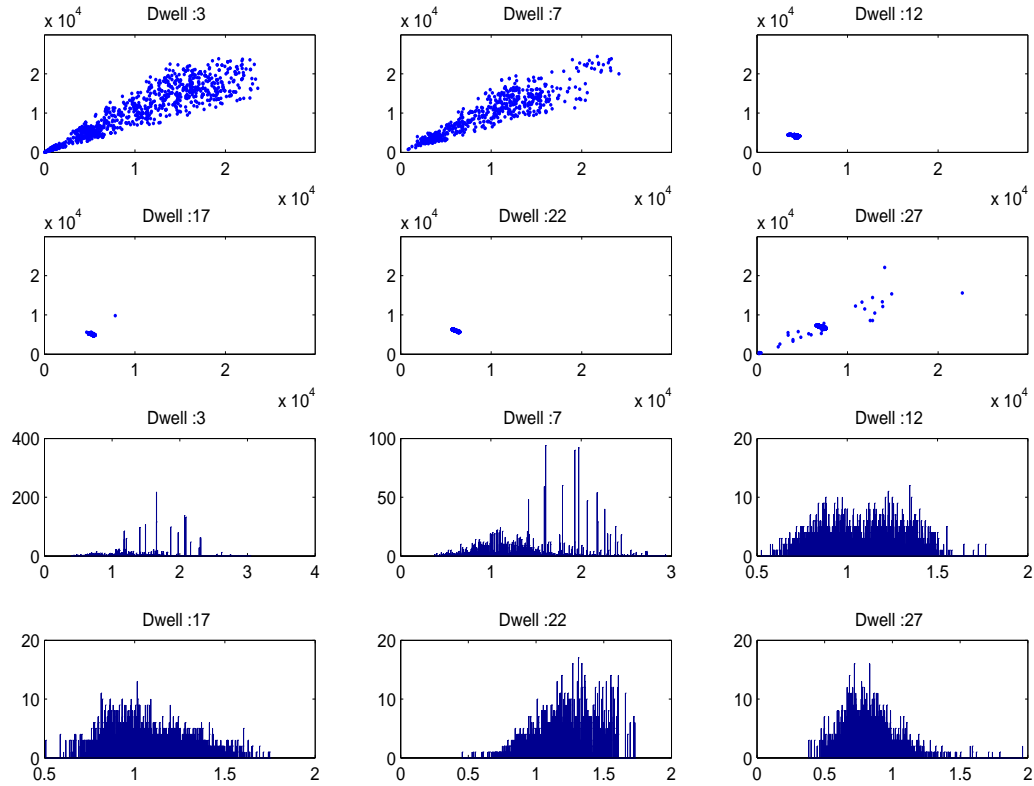 x 10^4 Dwell :3 x 10^4 Dwell :7 x 10^4 Dwell :12
2 2 2
1 1 1
0 0 0
0 1 2 0 1 2 0 1 2
x 10^4 x 10^4 x 10^4
x 10^4 Dwell :17 x 10^4 Dwell :22 x 10^4 Dwell :27
2 2 2
1 1 1
0 0 0
0 1 2 0 1 2 0 1 2
x 10^4 x 10^4 x 10^4
Dwell :3 Dwell :7 Dwell :12
400 100 20
200 50 10
0 0 0
0 1 2 3 4 0 1 2 3 0.5 1 1.5 2
Dwell :17 Dwell :22 Dwell :27
20 20 20
10 10 10
0 0 0
0.5 1 1.5 2 0 0.5 1 1.5 2 0 0.5 1 1.5 2